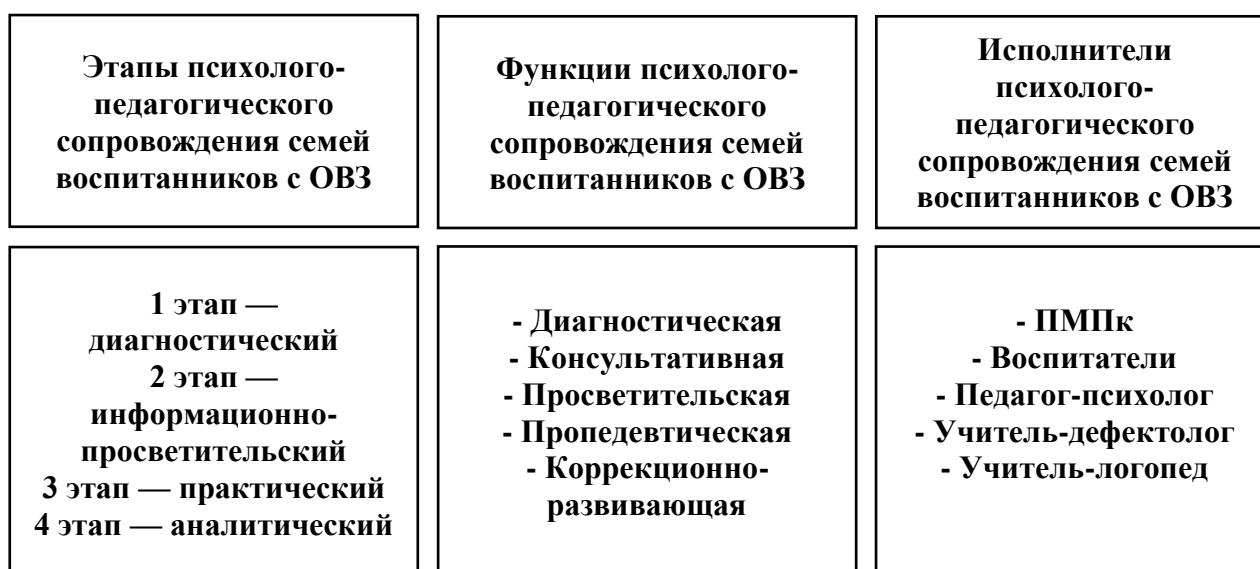 Этапы психолого-
педагогического
сопровождения семей
воспитанников с ОВЗ
Функции психолого-
педагогического
сопровождения семей
воспитанников с ОВЗ
Исполнители
психолого-
педагогического
сопровождения семей
воспитанников с ОВЗ
1 этап —
диагностический
2 этап —
информационно-
просветительский
3 этап — практический
4 этап — аналитический
- Диагностическая
- Консультативная
- Просветительская
- Пропедевтическая
- Коррекционно-
развивающая
- ПМПк
- Воспитатели
- Педагог-психолог
- Учитель-дефектолог
- Учитель-логопед